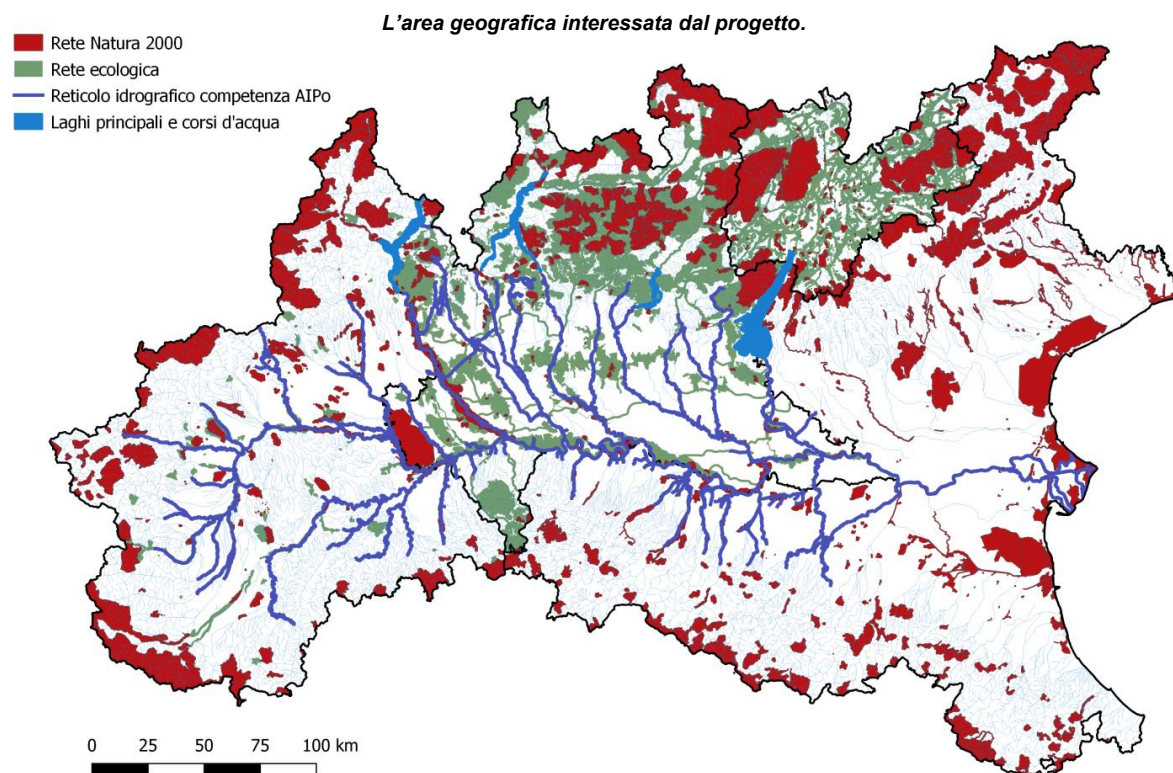 L’area geografica interessata dal progetto.
Rete Natura 2000
Rete ecologica
Reticolo idrografico competenza AIPo
Laghi principali e corsi d'acqua
0 25 50 75 100 km